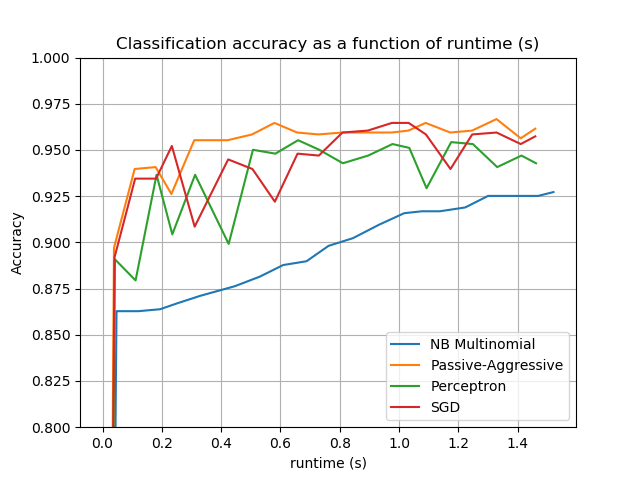 Classification accuracy as a function of runtime (s)
1.000
0.975
0.950
0.925
0.900
0.875
0.850
0.825
0.800
Accuracy
0.0 0.2 0.4 0.6 0.8 1.0 1.2 1.4
runtime (s)
NB Multinomial
Passive-Aggressive
Perceptron
SGD